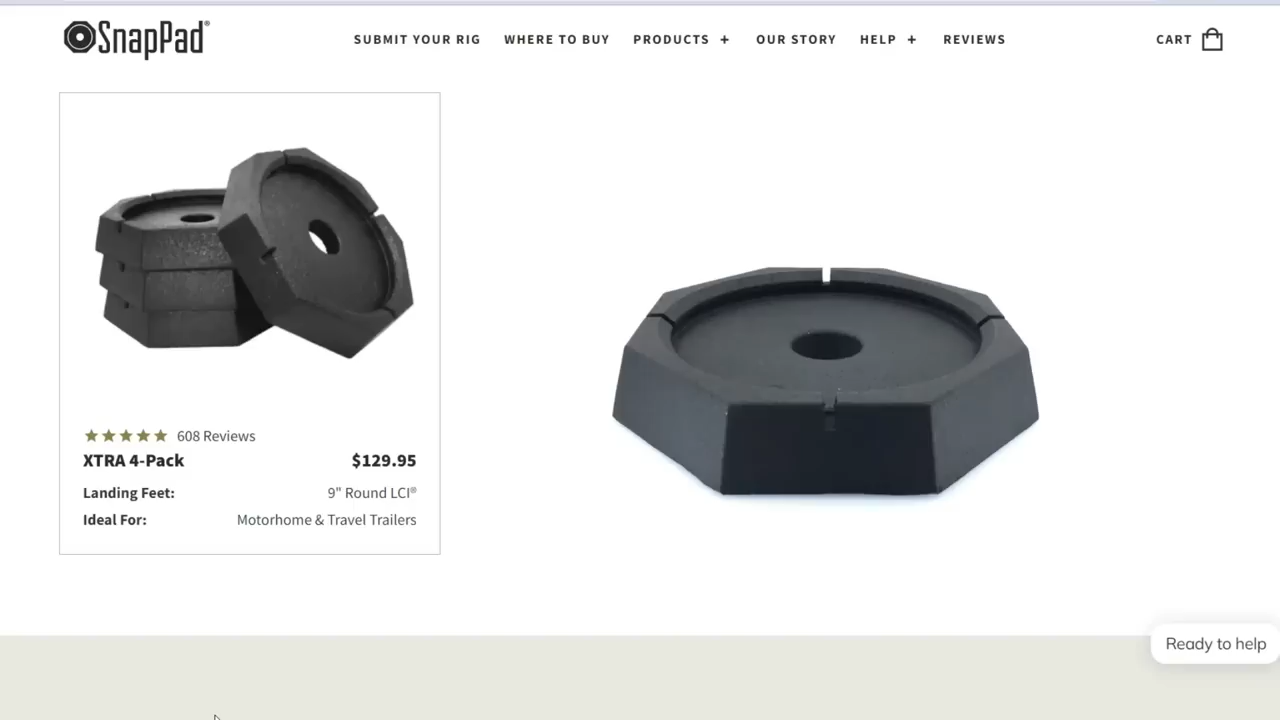 SnapPad®
SUBMIT YOUR RIG WHERE TO BUY PRODUCTS + OUR STORY HELP + REVIEWS CART
608 Reviews
XTRA 4-Pack $129.95
Landing Feet: 9" Round LCI®
Ideal For: Motorhome & Travel Trailers
Ready to help